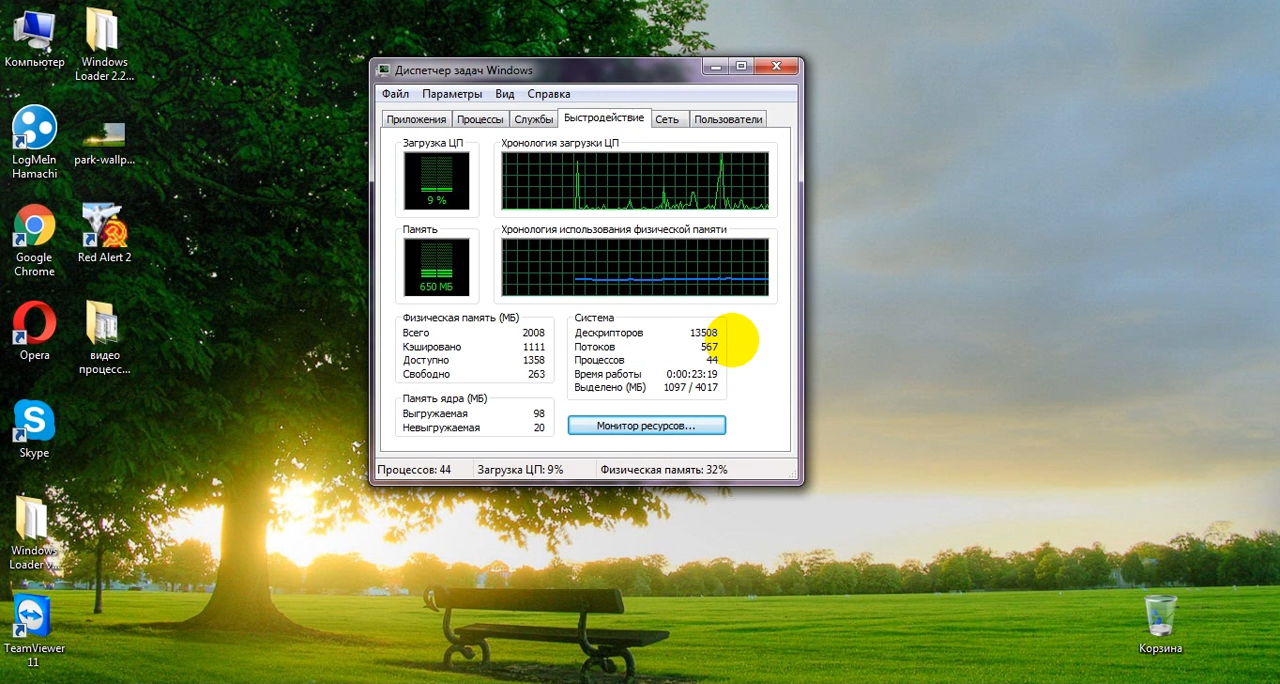 Компьютер
Windows
Loader 2.2...
LogMeIn
Hamachi
park-wallp...
Google
Chrome
Red Alert 2
Opera
видео
процесс...
Skype
Windows
Loader v...
TeamViewer
11
Корзина
Диспетчер задач Windows
Файл Параметры Вид Справка
Приложения Процессы Службы Быстродействие Сеть Пользователи
Загрузка ЦП
9 %
Хронология загрузки ЦП
Память
650 МБ
Хронология использования физической памяти
Физическая память (МБ)
Всего 2008
Кэшировано 1111
Доступно 1358
Свободно 263
Система
Дескрипторов 13508
Потоков 567
Процессов 44
Время работы 0:00:23:19
Выделено (МБ) 1097 / 4017
Память ядра (МБ)
Выгружаемая 98
Невыгружаемая 20
Монитор ресурсов...
Процессов: 44 Загрузка ЦП: 9% Физическая память: 32%